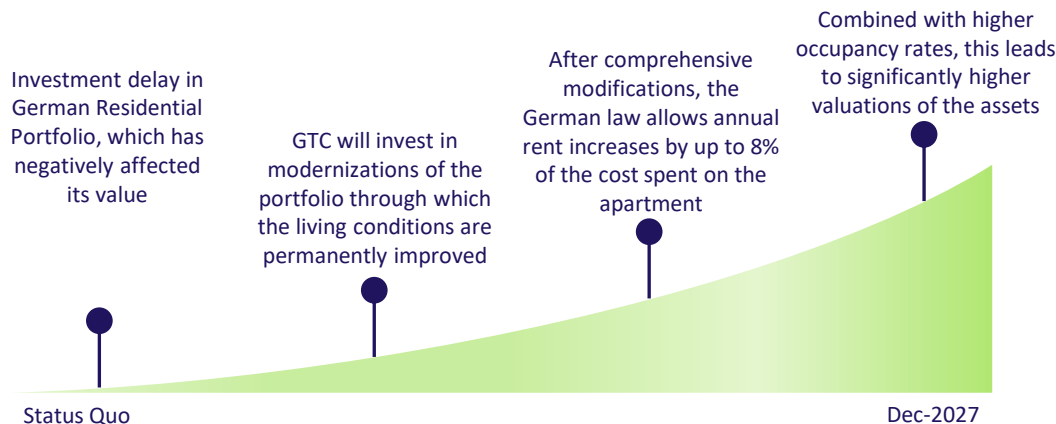 Investment delay in
German Residential
Portfolio, which has
negatively affected
its value
GTC will invest in
modernizations of the
portfolio through which
the living conditions are
permanently improved
After comprehensive
modifications, the
German law allows annual
rent increases by up to 8%
of the cost spent on the
apartment
Combined with higher
occupancy rates, this leads
to significantly higher
valuations of the assets
Status Quo
Dec-2027